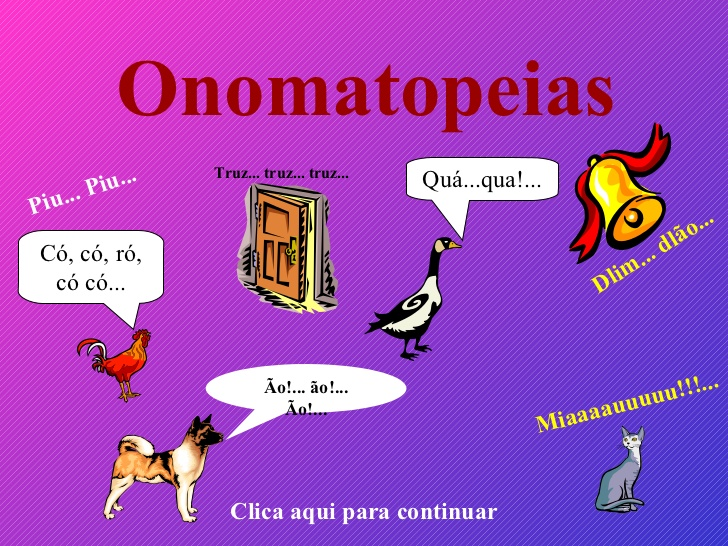 Onomatopeias
Piu... Piu...
Truz... truz... truz...
Quá...qua!...
Có, có, ró,
có có...
Dlim... dlão...
Ão!... ão!...
Ão!...
Miaaaauuuuu!!!...
Clica aqui para continuar